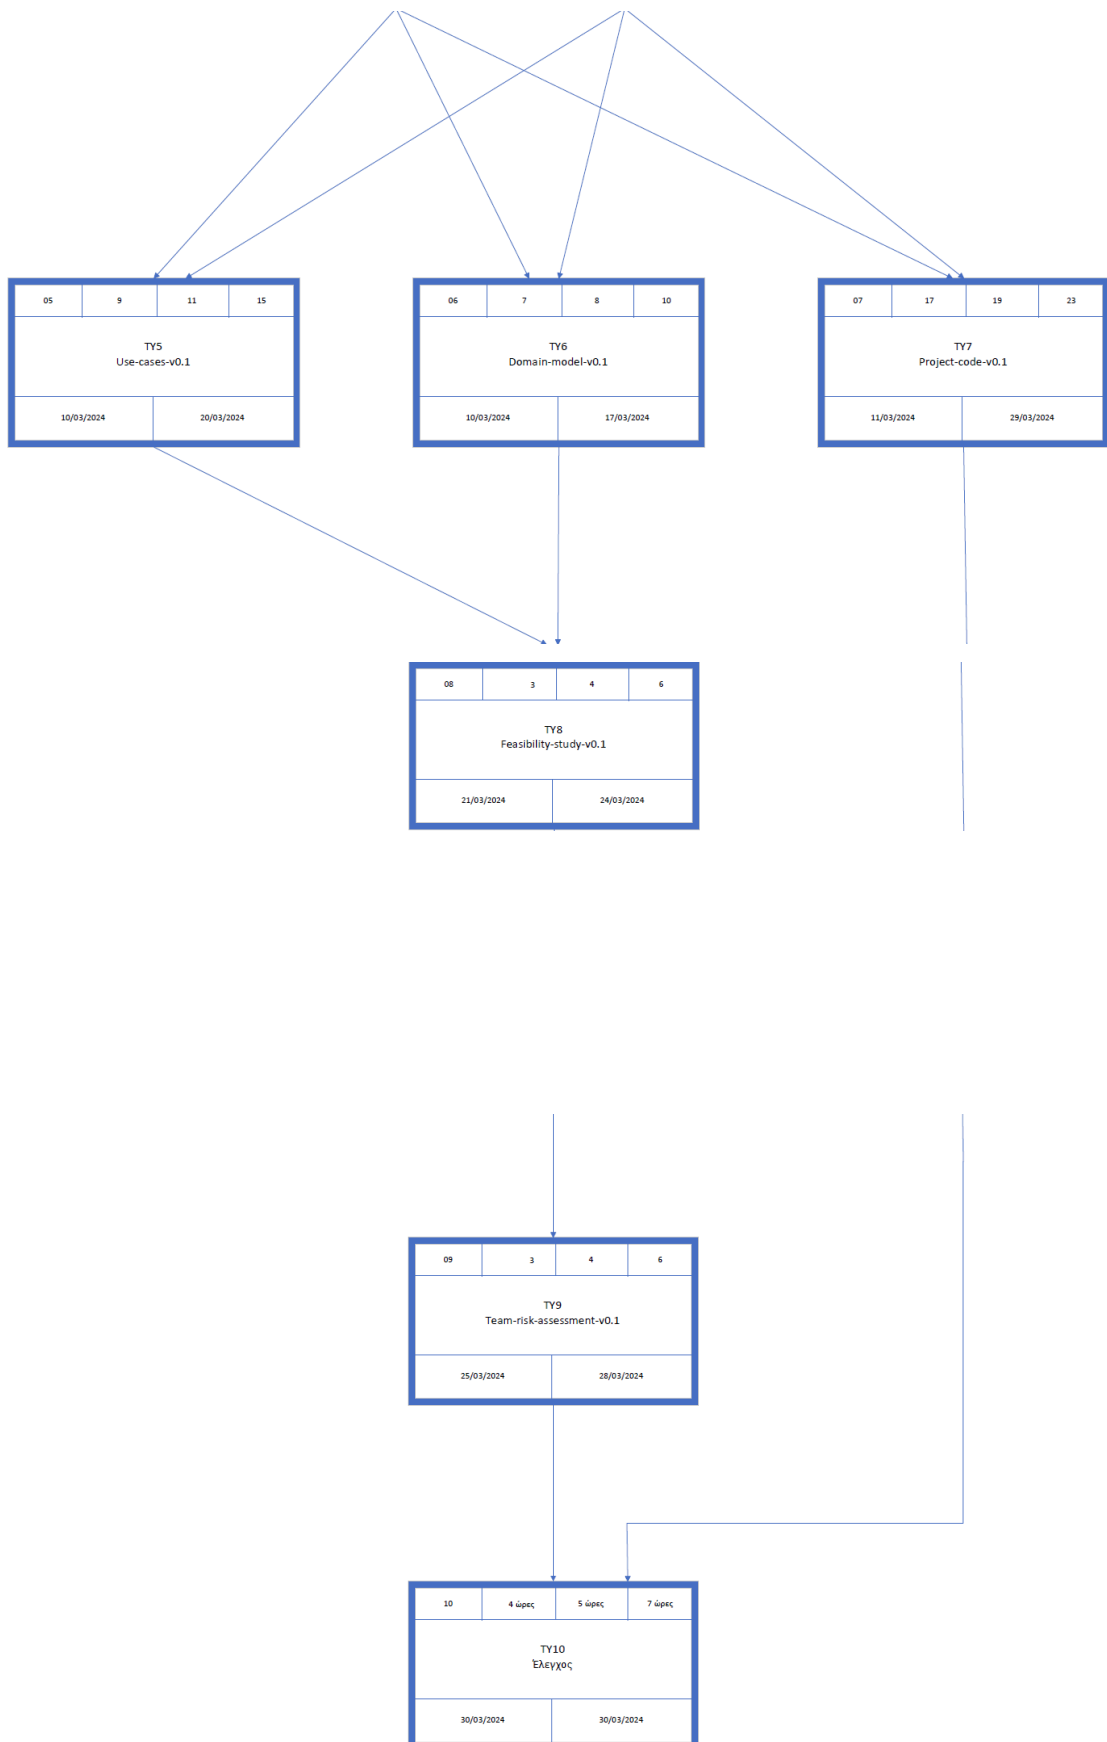 05 9 11 15
06 7 8 10
07 17 19 23
ΤΥ5
Use-cases-v0.1
ΤΥ6
Domain-model-v0.1
ΤΥ7
Project-code-v0.1
10/03/2024 20/03/2024
10/03/2024 17/03/2024
11/03/2024 29/03/2024
08 3 4 6
ΤΥ8
Feasibility-study-v0.1
21/03/2024 24/03/2024
09 3 4 6
ΤΥ9
Team-risk-assessment-v0.1
25/03/2024 28/03/2024
10 4 ώρες 5 ώρες 7 ώρες
ΤΥ10
Έλεγχος
30/03/2024 30/03/2024